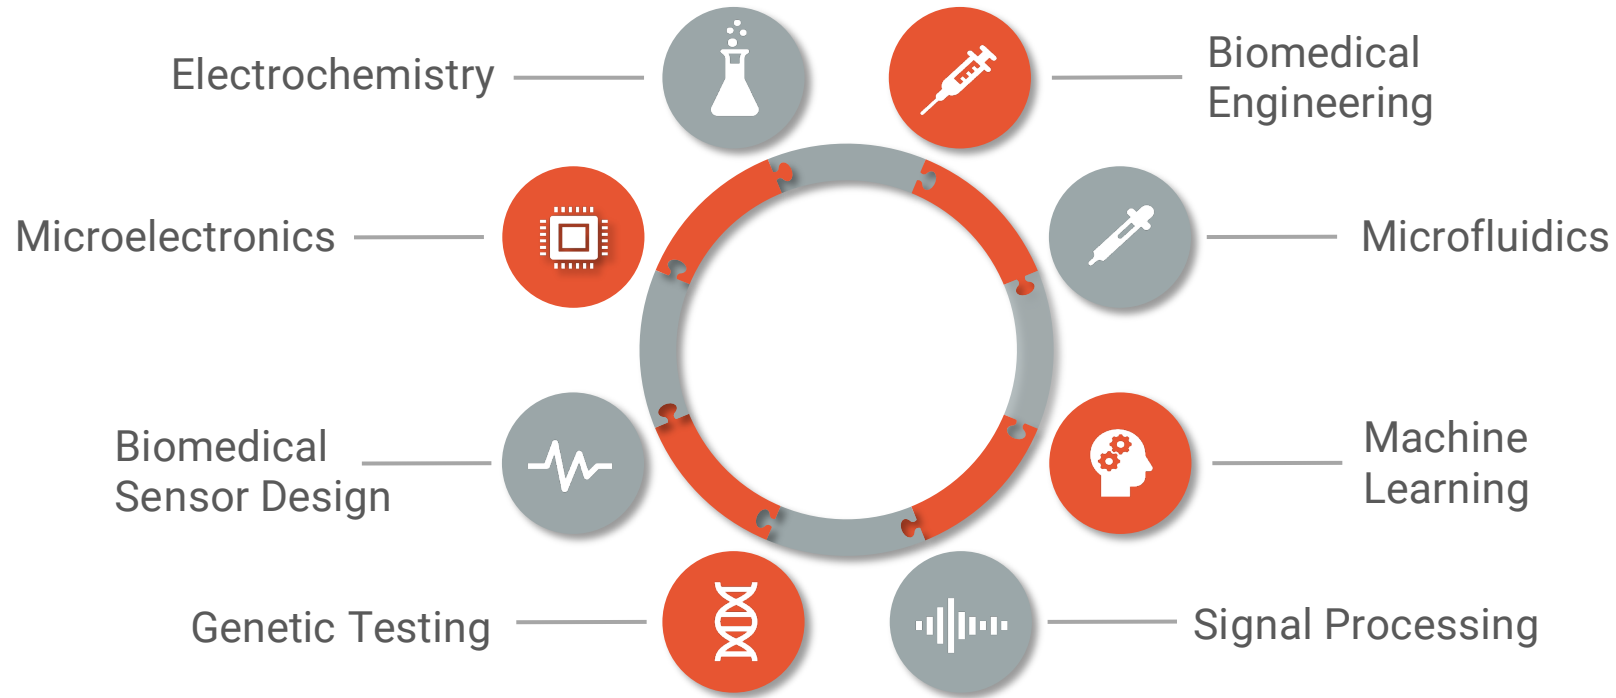 Electrochemistry
Biomedical
Engineering
Microelectronics
Microfluidics
Biomedical
Sensor Design
Machine
Learning
Genetic Testing
Signal Processing